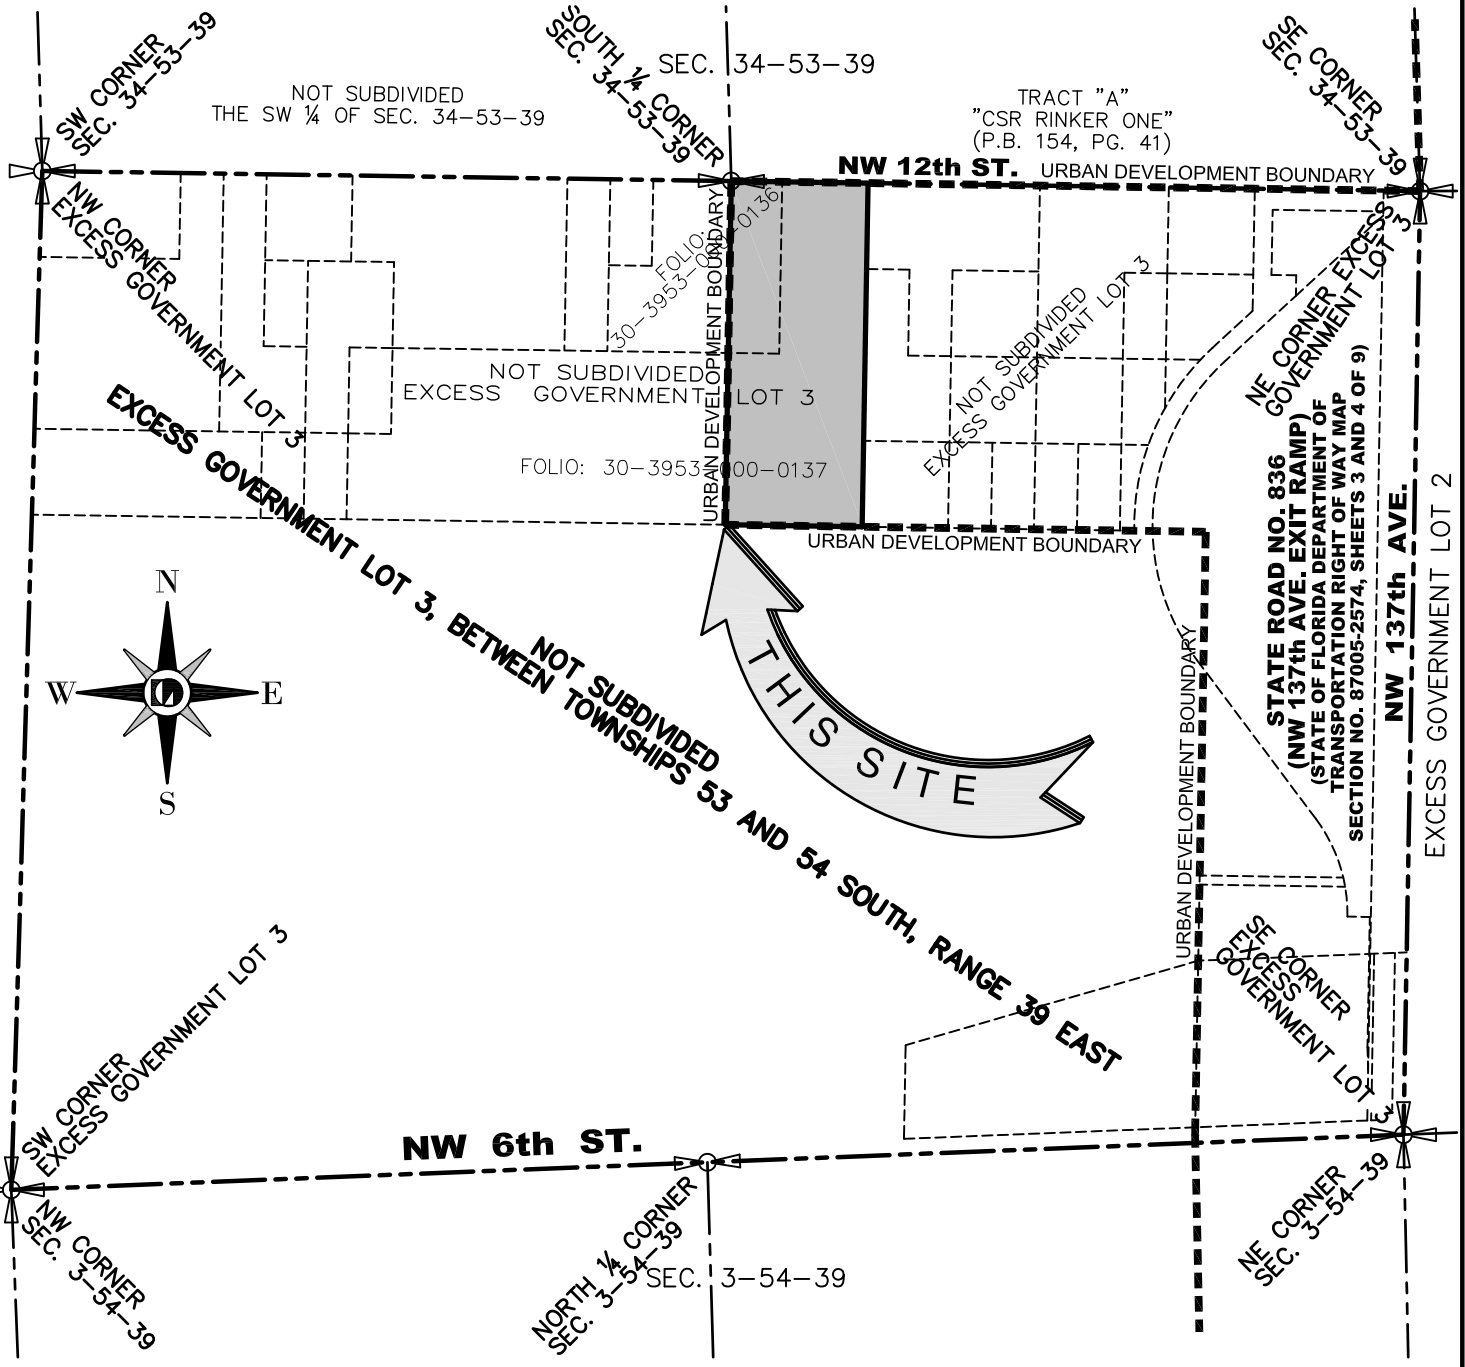 SW CORNER
SEC. 34-53-39
NOT SUBDIVIDED
THE SW ¼ OF SEC. 34-53-39
SOUTH ¼ CORNER
SEC. 34-53-39
SEC. 34-53-39
TRACT "A"
"CSR RINKER ONE"
(P.B. 154, PG. 41)
SE CORNER
SEC. 34-53-39
NW 12th ST.
URBAN DEVELOPMENT BOUNDARY
NW CORNER
EXCESS GOVERNMENT LOT 3
FOLIO:
30-3953-000-0136
URBAN DEVELOPMENT BOUNDARY
NOT SUBDIVIDED
EXCESS GOVERNMENT LOT 3
NOT SUBDIVIDED
EXCESS GOVERNMENT LOT 3
NE CORNER EXCESS
GOVERNMENT LOT 3
FOLIO: 30-3953-000-0137
URBAN DEVELOPMENT BOUNDARY
EXCESS GOVERNMENT LOT 3, BETWEEN TOWNSHIPS 53 AND 54 SOUTH, RANGE 39 EAST
NOT SUBDIVIDED
STATE ROAD NO. 836
(NW 137th AVE. EXIT RAMP)
(STATE OF FLORIDA DEPARTMENT OF
TRANSPORTATION RIGHT OF WAY MAP
SECTION NO. 87005-2574, SHEETS 3 AND 4 OF 9)
NW 137th AVE.
EXCESS GOVERNMENT LOT 2
N
W
E
S
THIS SITE
URBAN DEVELOPMENT BOUNDARY
SW CORNER
EXCESS GOVERNMENT LOT 3
SE CORNER
EXCESS
GOVERNMENT LOT 3
NW 6th ST.
NW CORNER
SEC. 3-54-39
NORTH ¼ CORNER
SEC. 3-54-39
SEC. 3-54-39
NE CORNER
SEC. 3-54-39